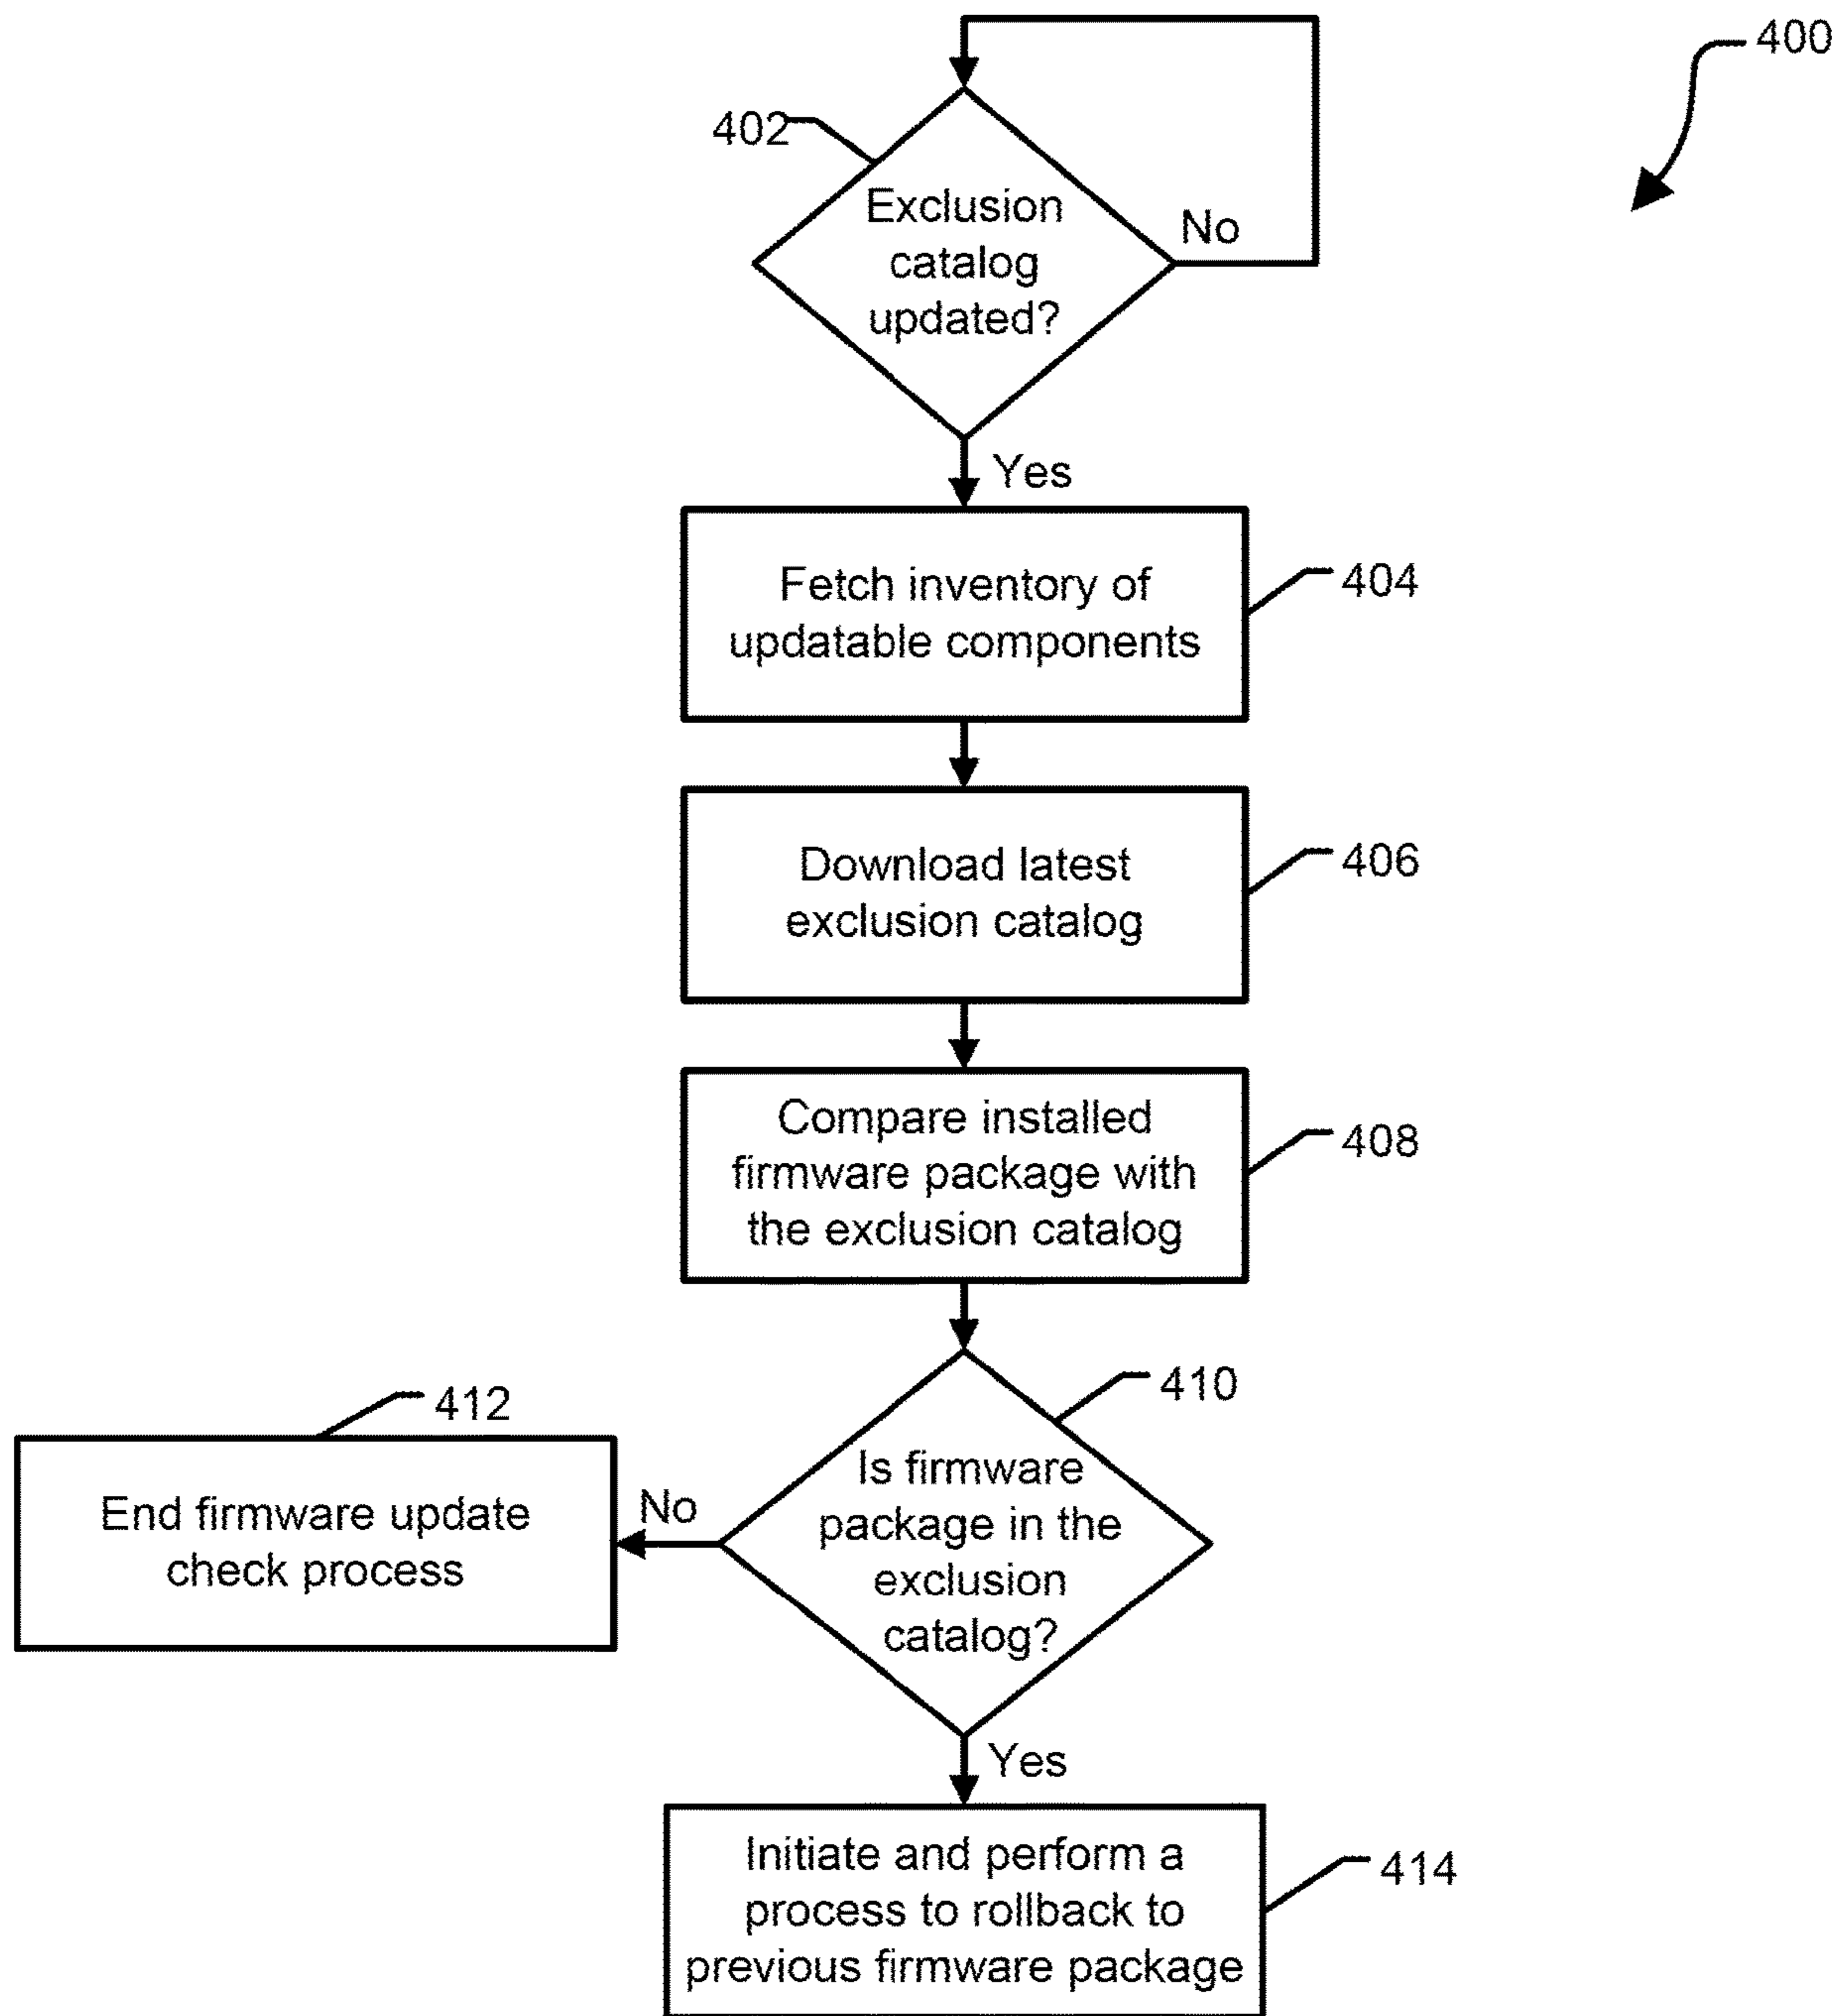 400
402
Exclusion
catalog
updated?
No
Yes
Fetch inventory of
updatable components
404
Download latest
exclusion catalog
406
Compare installed
firmware package with
the exclusion catalog
408
410
412
Is firmware
package in the
exclusion
catalog?
No
End firmware update
check process
Yes
Initiate and perform a
process to rollback to
previous firmware package
414